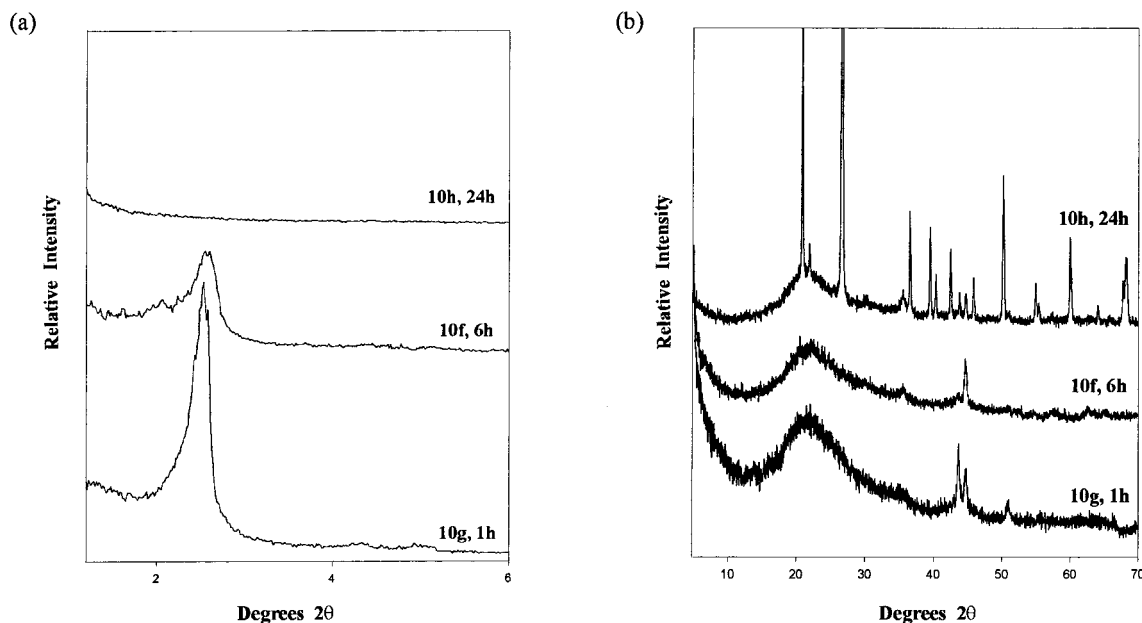 (a)
Relative Intensity
10h, 24h
10f, 6h
10g, 1h
2
4
6
Degrees 2θ
(b)
Relative Intensity
10h, 24h
10f, 6h
10g, 1h
10
20
30
40
50
60
70
Degrees 2θ